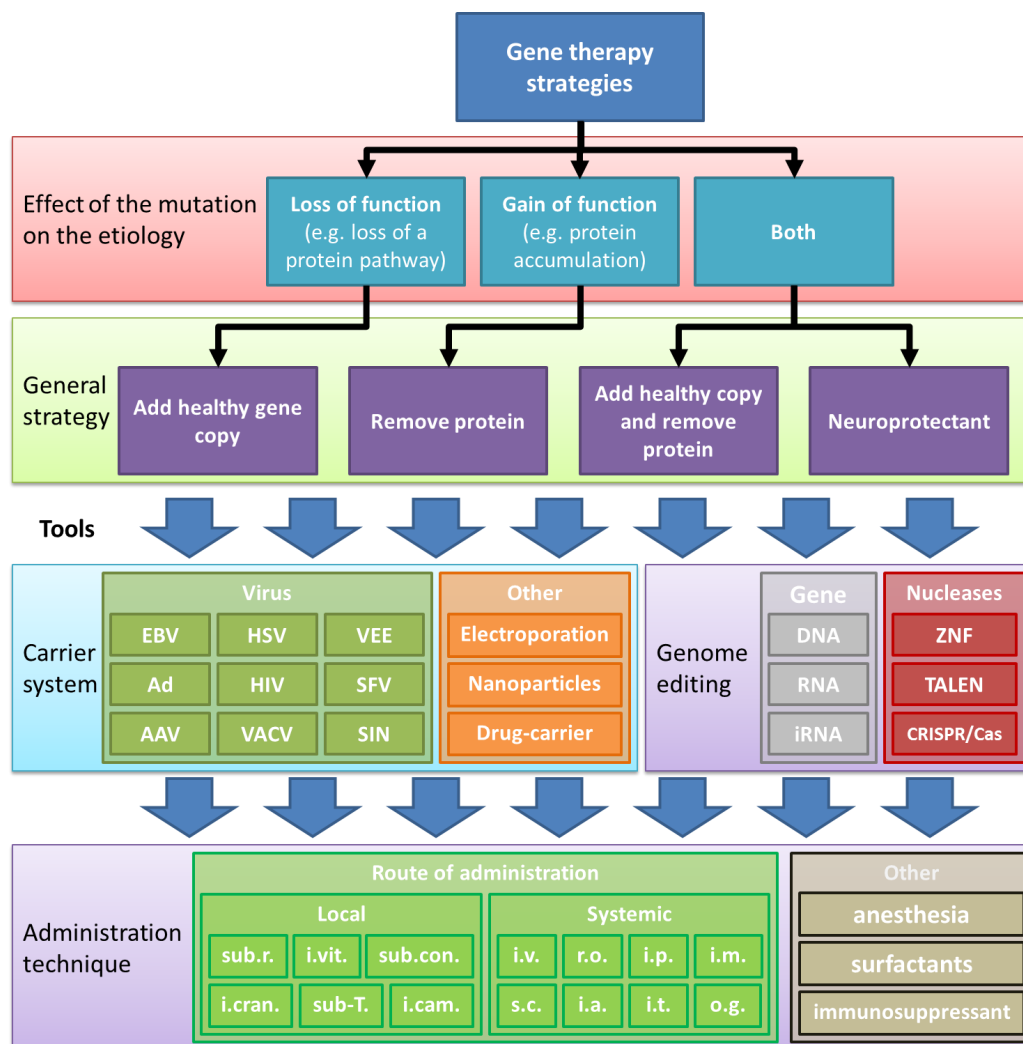 Gene therapy
strategies
Effect of the mutation
on the etiology
Loss of function
(e.g. loss of a
protein pathway)
Gain of function
(e.g. protein
accumulation)
Both
General
strategy
Add healthy gene
copy
Remove protein
Add healthy copy
and remove
protein
Neuroprotectant
Tools
Carrier
system
Virus
EBV HSV VEE
Ad HIV SFV
AAV VACV SIN
Other
Electroporation
Nanoparticles
Drug-carrier
Genome
editing
Gene
DNA
RNA
iRNA
Nucleases
ZNF
TALEN
CRISPR/Cas
Administration
technique
Route of administration
Local
sub.r. i.vit. sub.con.
i.cran. sub-T. i.cam.
Systemic
i.v. r.o. i.p. i.m.
s.c. i.a. i.t. o.g.
Other
anesthesia
surfactants
immunosuppressant